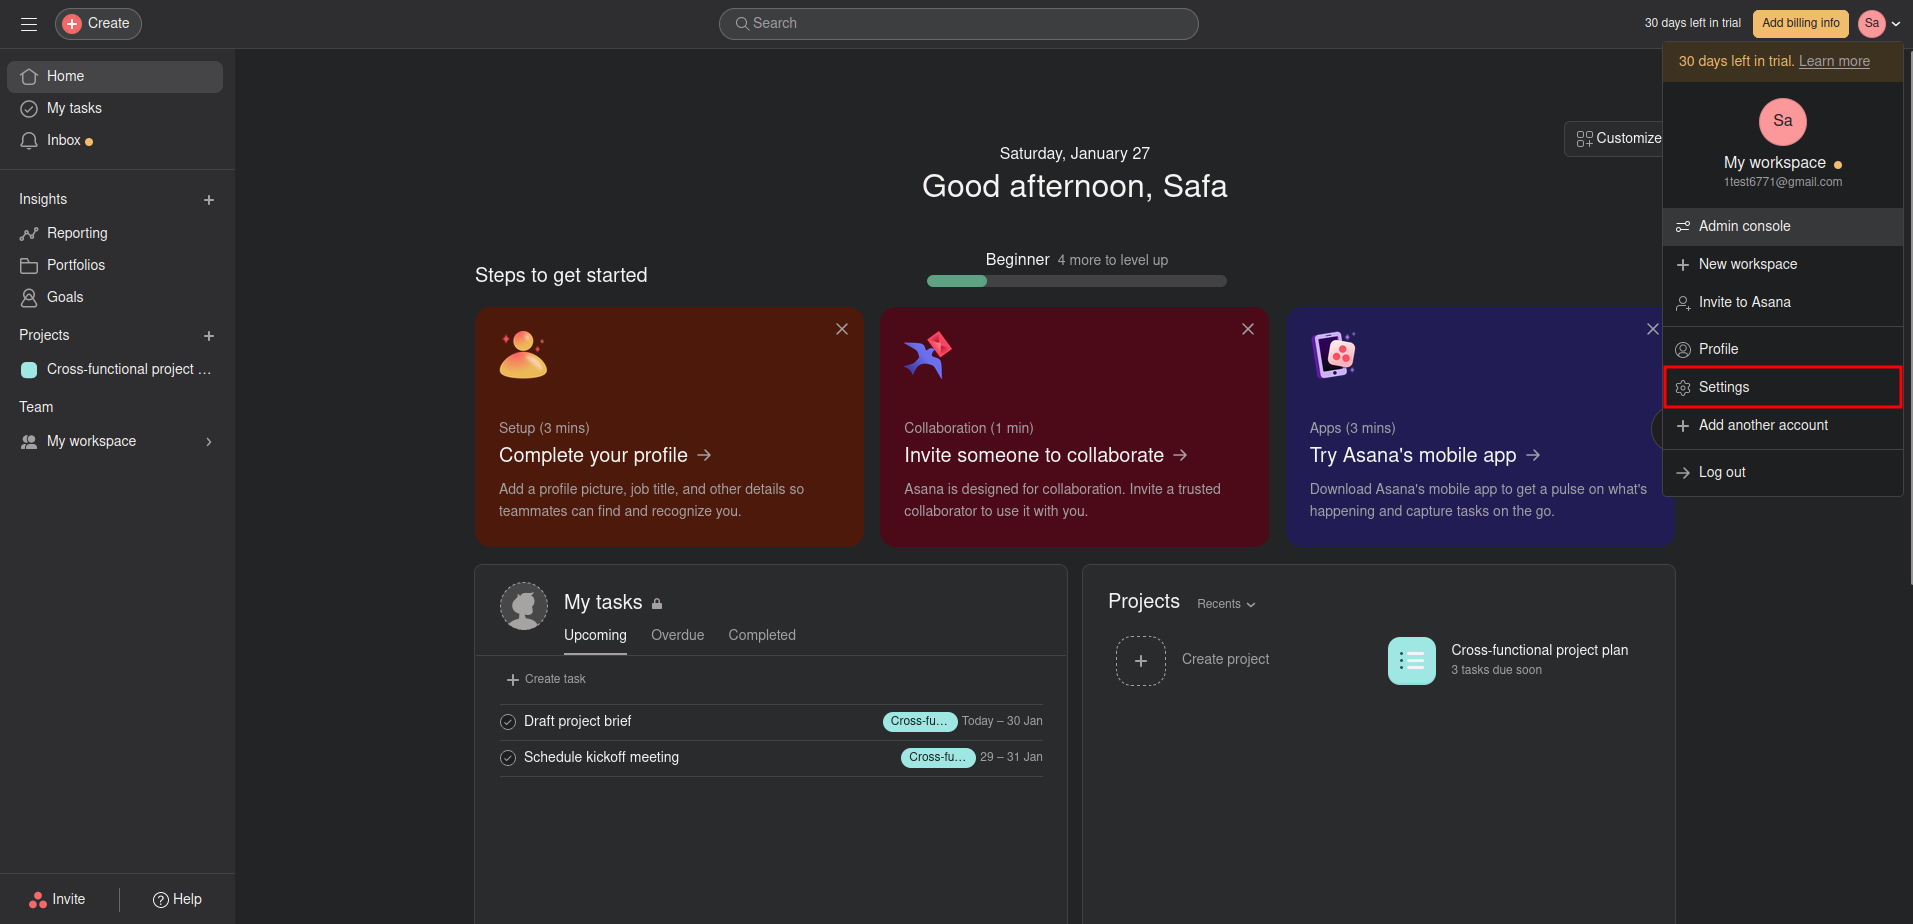 Create
Search
30 days left in trial
Add billing info
Sa
Home
My tasks
Inbox
Insights
Reporting
Portfolios
Goals
Projects
Cross-functional project ...
Team
My workspace
Invite
Help
Saturday, January 27
Good afternoon, Safa
Customize
Steps to get started
Beginner 4 more to level up
Setup (3 mins)
Complete your profile
Add a profile picture, job title, and other details so
teammates can find and recognize you.
Collaboration (1 min)
Invite someone to collaborate
Asana is designed for collaboration. Invite a trusted
collaborator to use it with you.
Apps (3 mins)
Try Asana's mobile app
Download Asana's mobile app to get a pulse on what's
happening and capture tasks on the go.
My tasks
Upcoming Overdue Completed
Create task
Draft project brief Cross-fu... Today – 30 Jan
Schedule kickoff meeting Cross-fu... 29 – 31 Jan
Projects Recents
Create project
Cross-functional project plan
3 tasks due soon
30 days left in trial. Learn more
Sa
My workspace
1test6771@gmail.com
Admin console
New workspace
Invite to Asana
Profile
Settings
Add another account
Log out